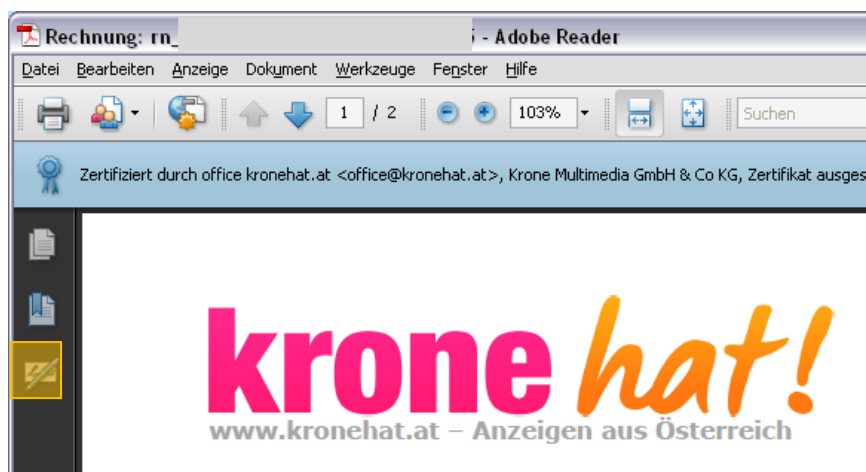 Rechnung: rn_ - Adobe Reader
Datei Bearbeiten Anzeige Dokument Werkzeuge Fenster Hilfe
1 / 2 103% Suchen
Zertifiziert durch office kronehat.at <office@kronehat.at>, Krone Multimedia GmbH & Co KG, Zertifikat ausges
krone hat!
www.kronehat.at – Anzeigen aus Österreich